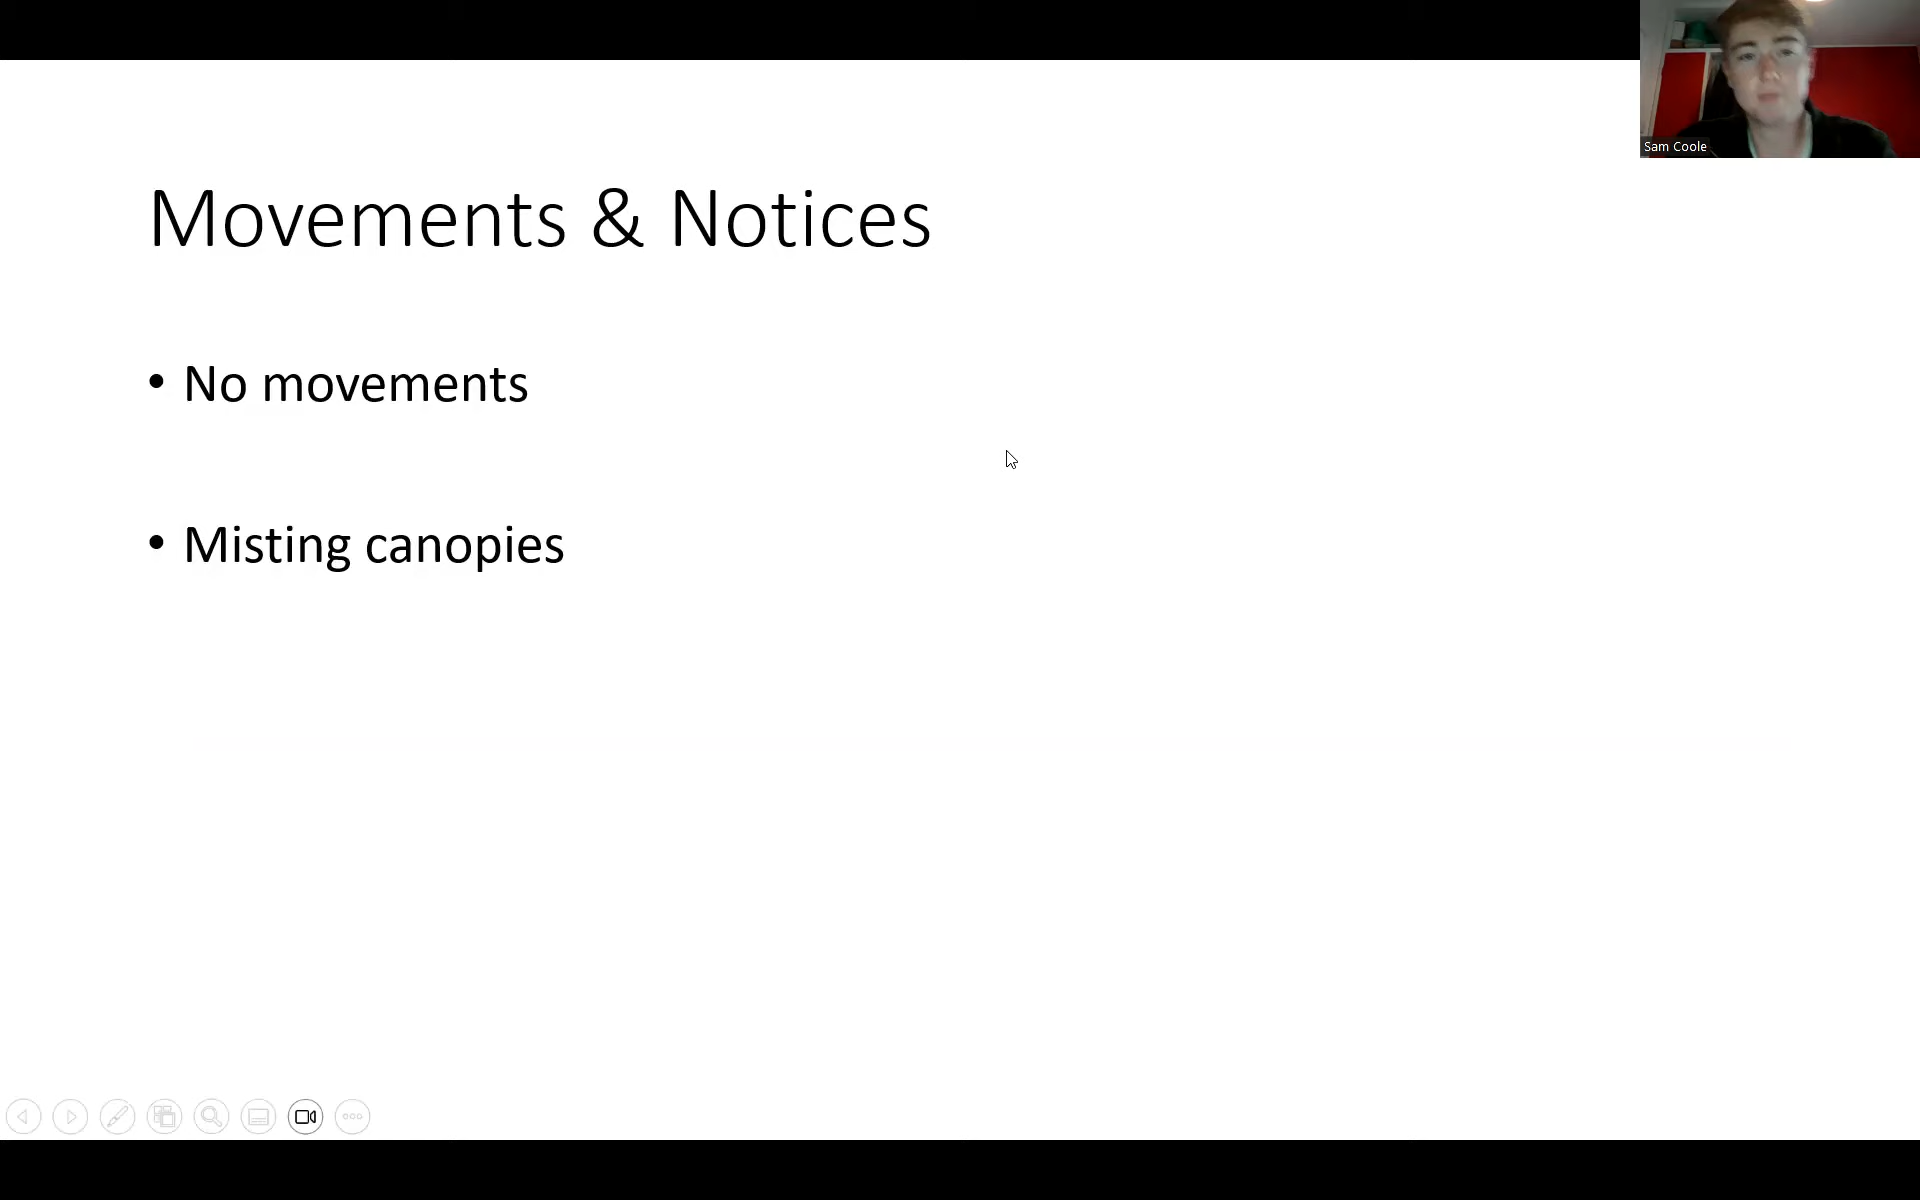 Sam Coole
Movements & Notices
• No movements
• Misting canopies